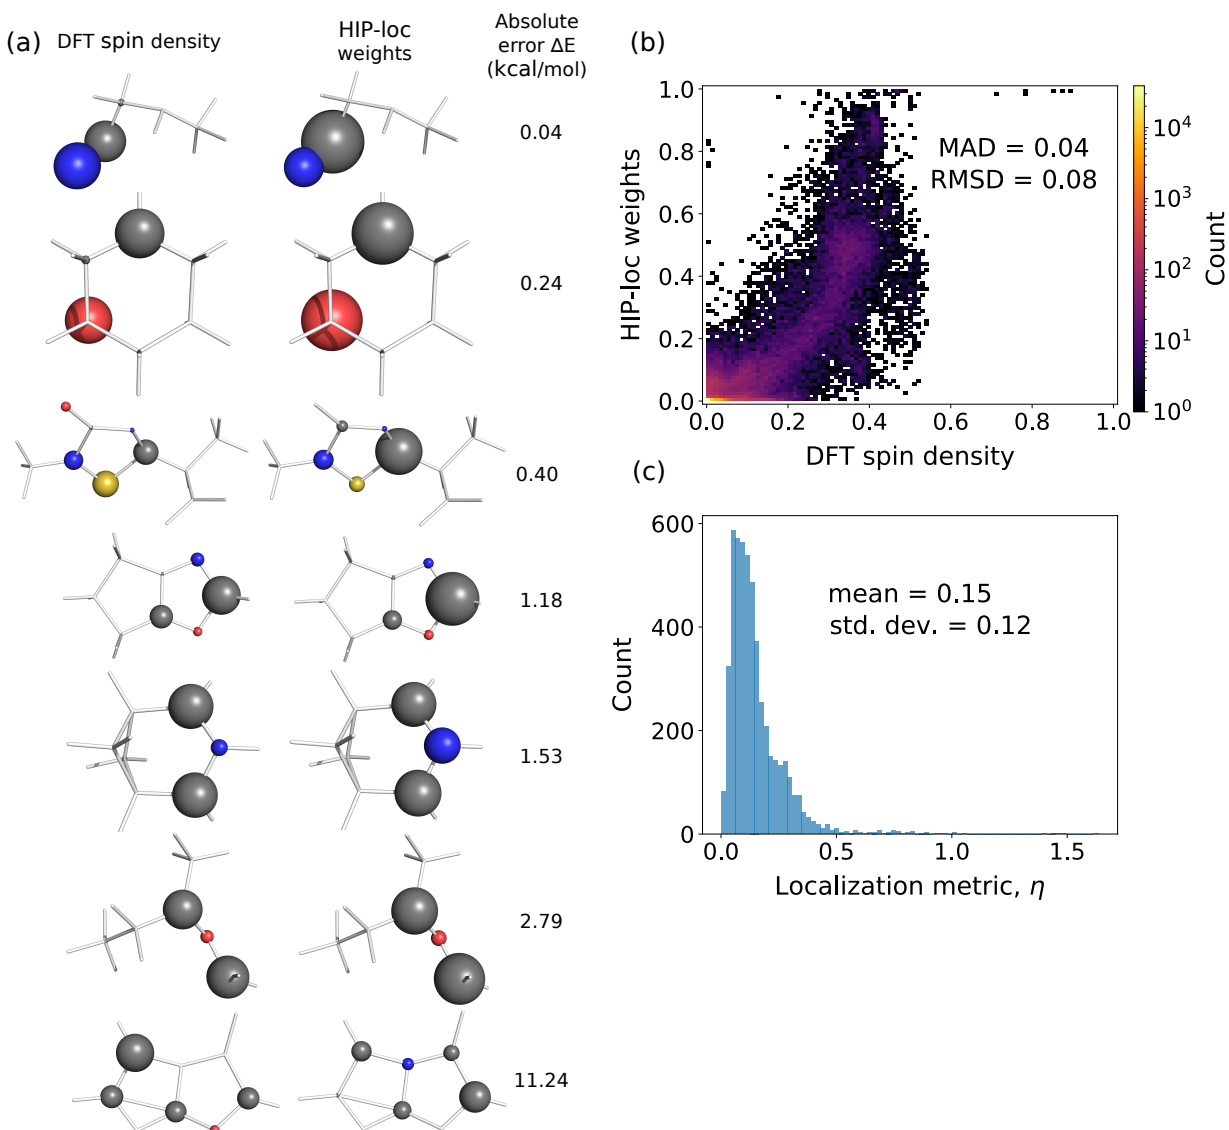 (a)
DFT spin density
HIP-loc
weights
Absolute
error ΔE
(kcal/mol)
0.04
0.24
0.40
1.18
1.53
2.79
11.24
(b)
HIP-loc weights
1.0
0.8
0.6
0.4
0.2
0.0
MAD = 0.04
RMSD = 0.08
0.0 0.2 0.4 0.6 0.8 1.0
DFT spin density
10⁴
10³
10²
10¹
10⁰
Count
(c)
Count
600
400
200
0
mean = 0.15
std. dev. = 0.12
0.0 0.5 1.0 1.5
Localization metric, η